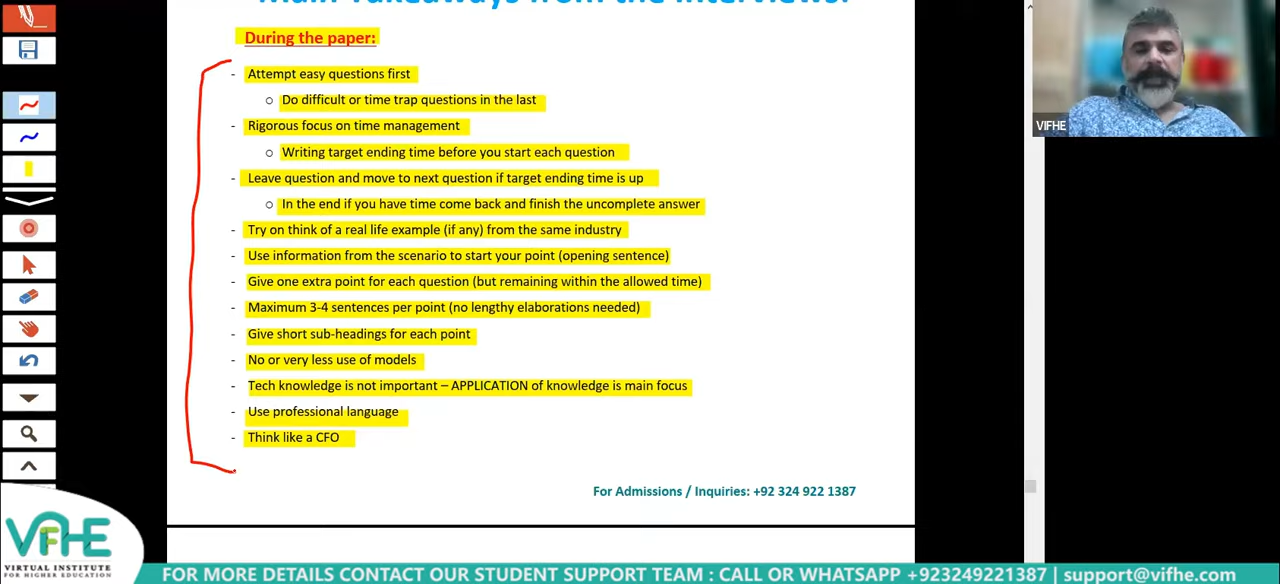 Main Takeaways from the interviews:
During the paper:
- Attempt easy questions first
o Do difficult or time trap questions in the last
- Rigorous focus on time management
o Writing target ending time before you start each question
- Leave question and move to next question if target ending time is up
o In the end if you have time come back and finish the uncomplete answer
- Try on think of a real life example (if any) from the same industry
- Use information from the scenario to start your point (opening sentence)
- Give one extra point for each question (but remaining within the allowed time)
- Maximum 3-4 sentences per point (no lengthy elaborations needed)
- Give short sub-headings for each point
- No or very less use of models
- Tech knowledge is not important – APPLICATION of knowledge is main focus
- Use professional language
- Think like a CFO
For Admissions / Inquiries: +92 324 922 1387
VIFHE
VIFHE
VIRTUAL INSTITUTE
FOR HIGHER EDUCATION
FOR MORE DETAILS CONTACT OUR STUDENT SUPPORT TEAM : CALL OR WHATSAPP +923249221387 | support@vifhe.com